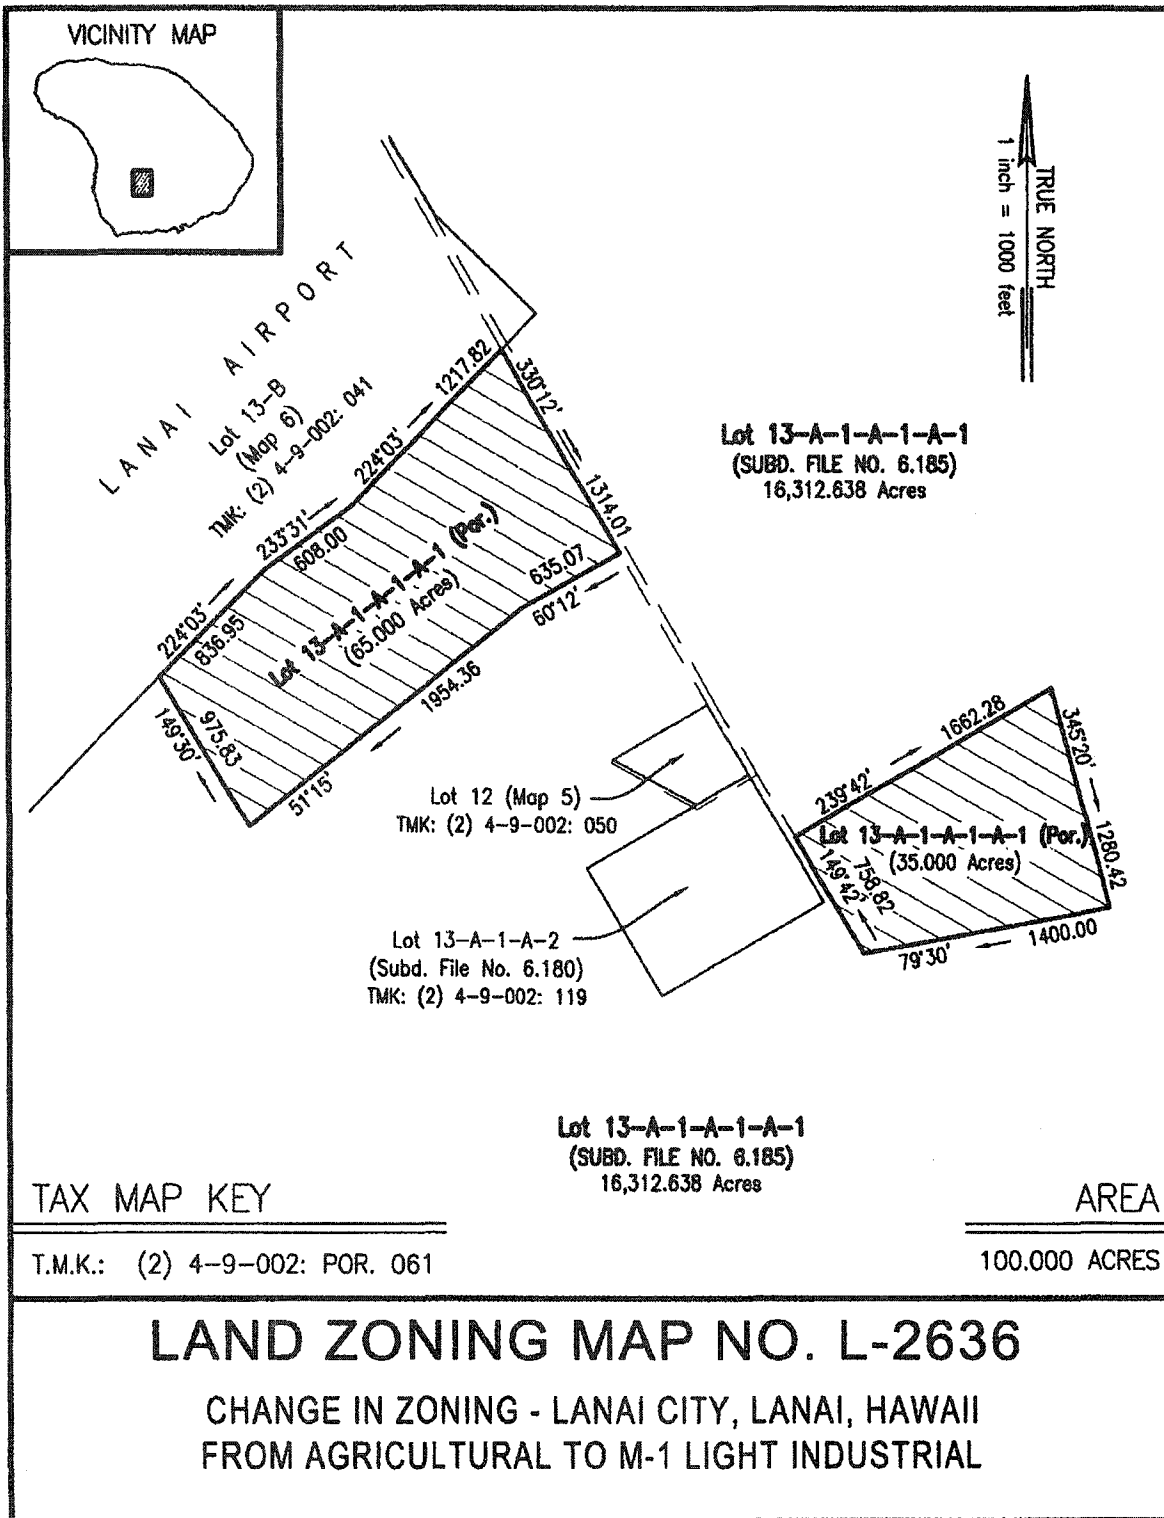 VICINITY MAP
TRUE NORTH
1 inch = 1000 feet
LANAI AIRPORT
Lot 13-B
(Map 6)
TMK: (2) 4-9-002: 041
1217.82
224°03'
233°31'
608.00
224°03'
836.95
330°12'
1314.01
635.07
60°12'
Lot 13-A-1-A-1-A-1 (Por.)
(65.000 Acres)
1954.36
51°15'
975.83
149°30'
Lot 13-A-1-A-1-A-1
(SUBD. FILE NO. 6.185)
16,312.638 Acres
Lot 12 (Map 5)
TMK: (2) 4-9-002: 050
1662.28
239°42'
345°20'
1280.42
Lot 13-A-1-A-1-A-1 (Por.)
(35.000 Acres)
758.82
149°42'
1400.00
79°30'
Lot 13-A-1-A-2
(Subd. File No. 6.180)
TMK: (2) 4-9-002: 119
Lot 13-A-1-A-1-A-1
(SUBD. FILE NO. 6.185)
16,312.638 Acres
TAX MAP KEY
AREA
T.M.K.: (2) 4-9-002: POR. 061
100.000 ACRES
LAND ZONING MAP NO. L-2636
CHANGE IN ZONING - LANAI CITY, LANAI, HAWAII
FROM AGRICULTURAL TO M-1 LIGHT INDUSTRIAL